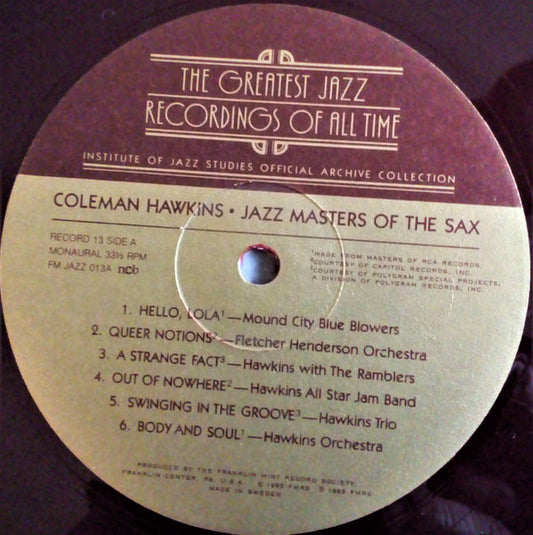 THE GREATEST JAZZ
RECORDINGS OF ALL TIME
INSTITUTE OF JAZZ STUDIES OFFICIAL ARCHIVE COLLECTION
COLEMAN HAWKINS • JAZZ MASTERS OF THE SAX
RECORD 13 SIDE A
MONAURAL 33⅓ RPM
FM JAZZ 013A ncb
¹MADE FROM MASTERS OF RCA RECORDS.
²COURTESY OF CAPITOL RECORDS, INC.
³COURTESY OF POLYGRAM SPECIAL PROJECTS,
A DIVISION OF POLYGRAM RECORDS, INC.
1. HELLO, LOLA¹—Mound City Blue Blowers
2. QUEER NOTIONS—Fletcher Henderson Orchestra
3. A STRANGE FACT³—Hawkins with The Ramblers
4. OUT OF NOWHERE²—Hawkins All Star Jam Band
5. SWINGING IN THE GROOVE³—Hawkins Trio
6. BODY AND SOUL¹—Hawkins Orchestra
PRODUCED BY THE FRANKLIN MINT RECORD SOCIETY,
FRANKLIN CENTER, PA. U.S.A. © 1983 FMRS ℗ 1983 FMRS
MADE IN SWEDEN